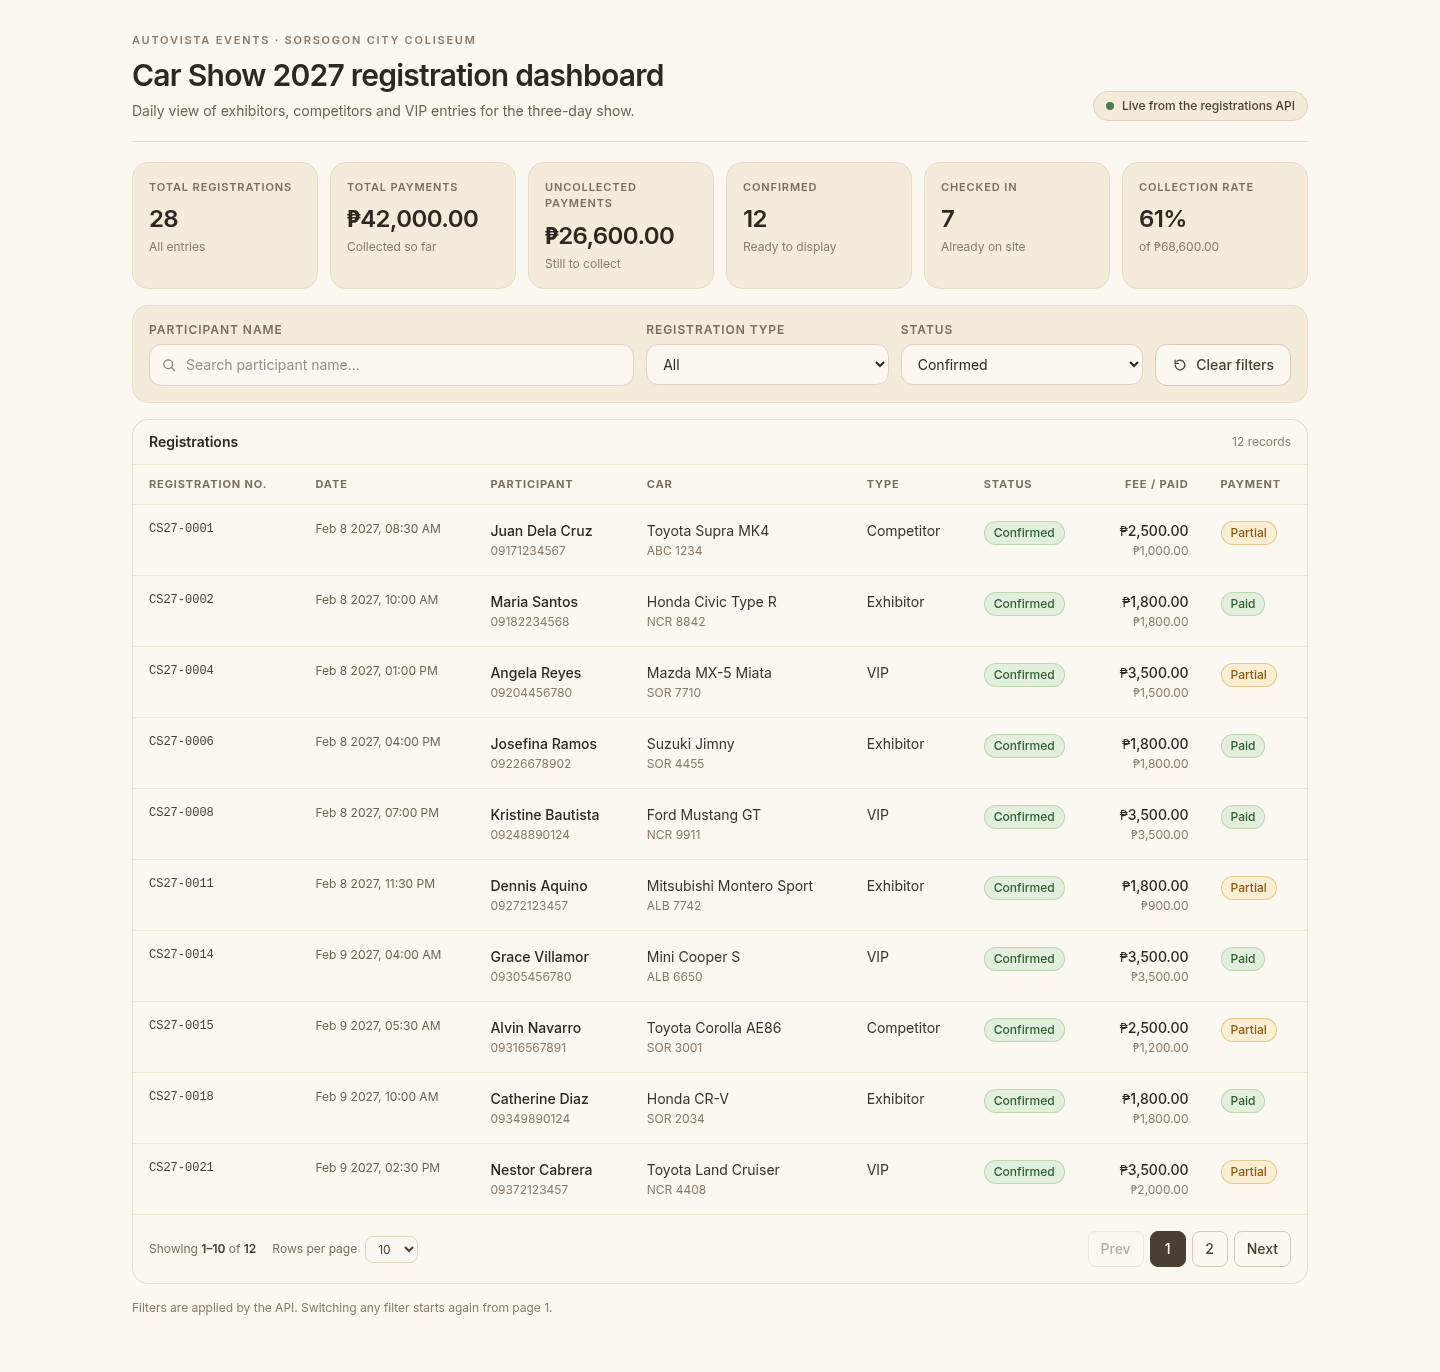 AUTOVISTA EVENTS · SORSOGON CITY COLISEUM
Car Show 2027 registration dashboard
Daily view of exhibitors, competitors and VIP entries for the three-day show.
Live from the registrations API
TOTAL REGISTRATIONS
28
All entries
TOTAL PAYMENTS
₱42,000.00
Collected so far
UNCOLLECTED
PAYMENTS
₱26,600.00
Still to collect
CONFIRMED
12
Ready to display
CHECKED IN
7
Already on site
COLLECTION RATE
61%
of ₱68,600.00
PARTICIPANT NAME
Search participant name...
REGISTRATION TYPE
All
STATUS
Confirmed
Clear filters
Registrations
12 records
REGISTRATION NO. DATE PARTICIPANT CAR TYPE STATUS FEE / PAID PAYMENT
CS27-0001 Feb 8 2027, 08:30 AM Juan Dela Cruz Toyota Supra MK4 Competitor Confirmed ₱2,500.00 Partial
09171234567 ABC 1234 ₱1,000.00
CS27-0002 Feb 8 2027, 10:00 AM Maria Santos Honda Civic Type R Exhibitor Confirmed ₱1,800.00 Paid
09182234568 NCR 8842 ₱1,800.00
CS27-0004 Feb 8 2027, 01:00 PM Angela Reyes Mazda MX-5 Miata VIP Confirmed ₱3,500.00 Partial
09204456780 SOR 7710 ₱1,500.00
CS27-0006 Feb 8 2027, 04:00 PM Josefina Ramos Suzuki Jimny Exhibitor Confirmed ₱1,800.00 Paid
09226678902 SOR 4455 ₱1,800.00
CS27-0008 Feb 8 2027, 07:00 PM Kristine Bautista Ford Mustang GT VIP Confirmed ₱3,500.00 Paid
09248890124 NCR 9911 ₱3,500.00
CS27-0011 Feb 8 2027, 11:30 PM Dennis Aquino Mitsubishi Montero Sport Exhibitor Confirmed ₱1,800.00 Partial
09272123457 ALB 7742 ₱900.00
CS27-0014 Feb 9 2027, 04:00 AM Grace Villamor Mini Cooper S VIP Confirmed ₱3,500.00 Paid
09305456780 ALB 6650 ₱3,500.00
CS27-0015 Feb 9 2027, 05:30 AM Alvin Navarro Toyota Corolla AE86 Competitor Confirmed ₱2,500.00 Partial
09316567891 SOR 3001 ₱1,200.00
CS27-0018 Feb 9 2027, 10:00 AM Catherine Diaz Honda CR-V Exhibitor Confirmed ₱1,800.00 Paid
09349890124 SOR 2034 ₱1,800.00
CS27-0021 Feb 9 2027, 02:30 PM Nestor Cabrera Toyota Land Cruiser VIP Confirmed ₱3,500.00 Partial
09372123457 NCR 4408 ₱2,000.00
Showing 1–10 of 12 Rows per page 10 Prev 1 2 Next
Filters are applied by the API. Switching any filter starts again from page 1.